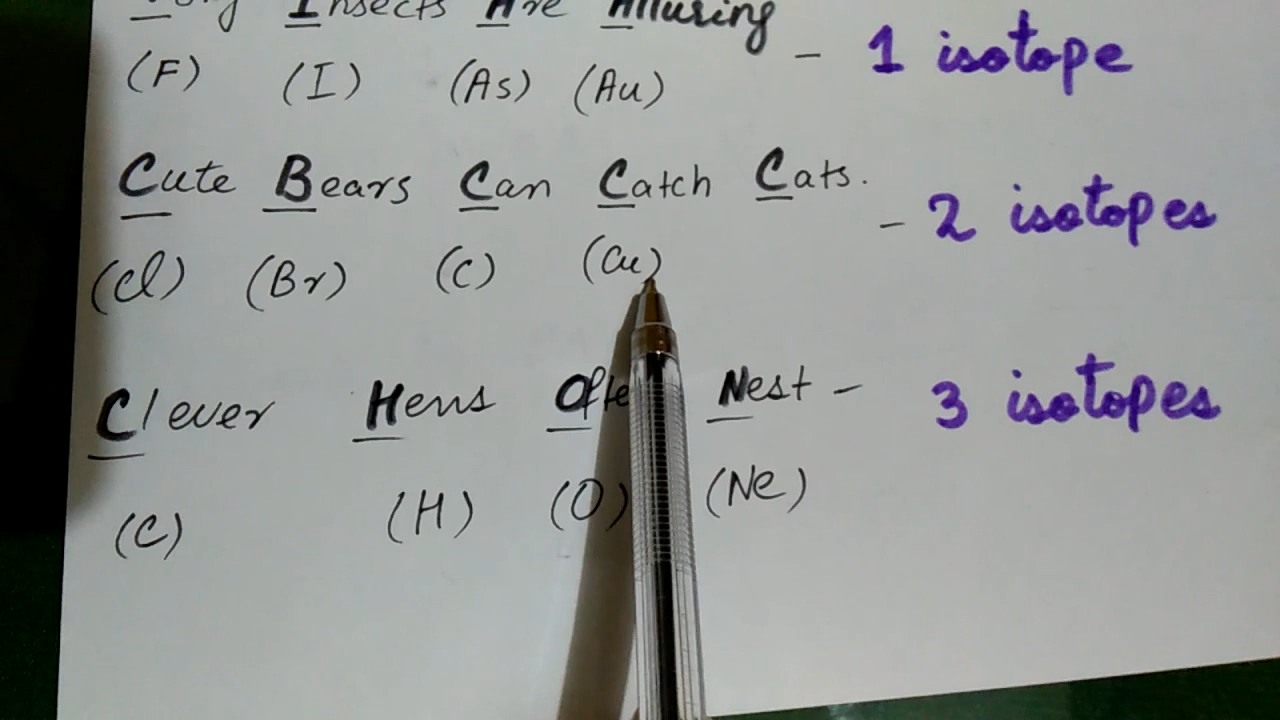 Insects Are Alluring - 1 isotope
(F) (I) (As) (Au)
Cute Bears Can Catch Cats. - 2 isotopes
(Cl) (Br) (C) (Cu)
Clever Hens Ofte Nest - 3 isotopes
(C) (H) (O) (Ne)